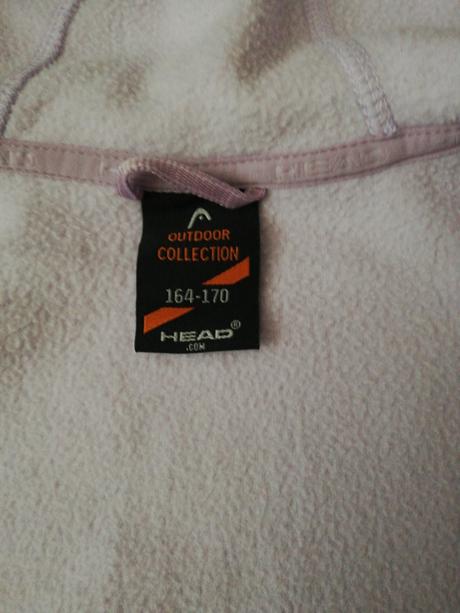 OUTDOOR
COLLECTION
164-170
HEAD®
.COM